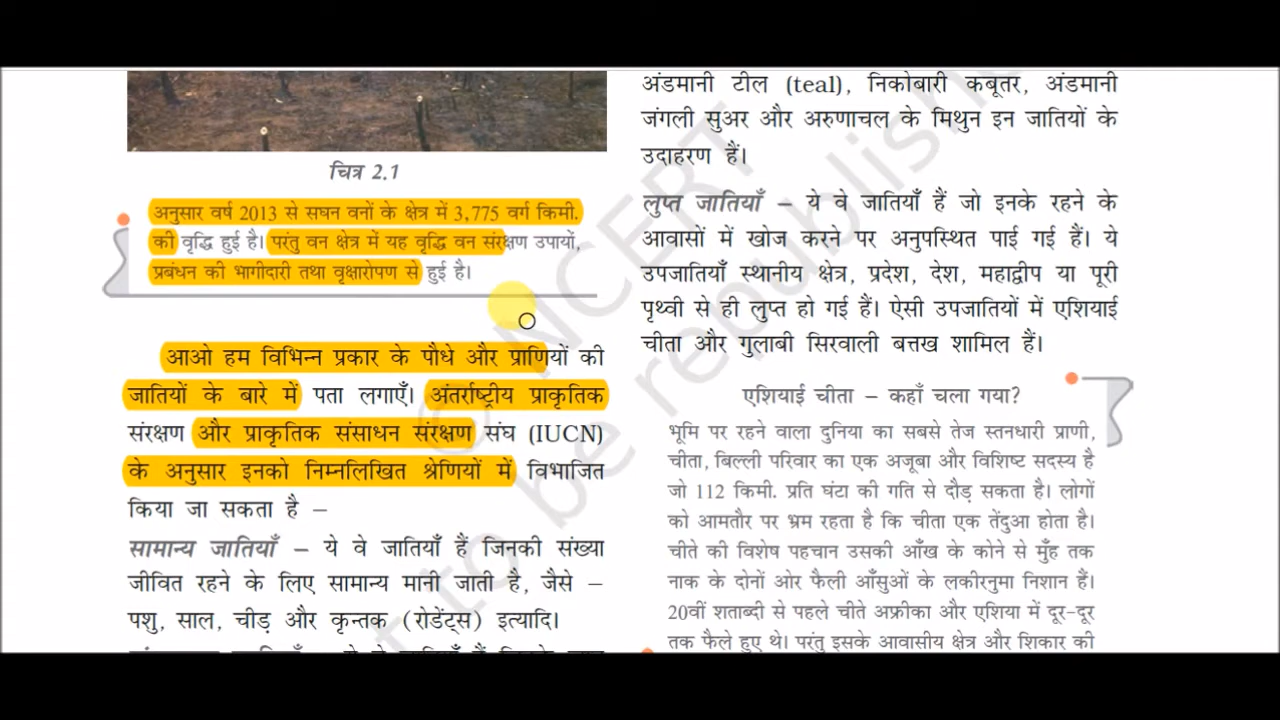 चित्र 2.1
अनुसार वर्ष 2013 से सघन वनों के क्षेत्र में 3,775 वर्ग किमी.
की वृद्धि हुई है। परंतु वन क्षेत्र में यह वृद्धि वन संरक्षण उपायों,
प्रबंधन की भागीदारी तथा वृक्षारोपण से हुई है।
आओ हम विभिन्न प्रकार के पौधे और प्राणियों की
जातियों के बारे में पता लगाएँ। अंतर्राष्ट्रीय प्राकृतिक
संरक्षण और प्राकृतिक संसाधन संरक्षण संघ (IUCN)
के अनुसार इनको निम्नलिखित श्रेणियों में विभाजित
किया जा सकता है –
सामान्य जातियाँ – ये वे जातियाँ हैं जिनकी संख्या
जीवित रहने के लिए सामान्य मानी जाती है, जैसे –
पशु, साल, चीड़ और कृन्तक (रोडेंट्स) इत्यादि।
अंडमानी टील (teal), निकोबारी कबूतर, अंडमानी
जंगली सुअर और अरुणाचल के मिथुन इन जातियों के
उदाहरण हैं।
लुप्त जातियाँ – ये वे जातियाँ हैं जो इनके रहने के
आवासों में खोज करने पर अनुपस्थित पाई गई हैं। ये
उपजातियाँ स्थानीय क्षेत्र, प्रदेश, देश, महाद्वीप या पूरी
पृथ्वी से ही लुप्त हो गई हैं। ऐसी उपजातियों में एशियाई
चीता और गुलाबी सिरवाली बत्तख शामिल हैं।
एशियाई चीता – कहाँ चला गया?
भूमि पर रहने वाला दुनिया का सबसे तेज स्तनधारी प्राणी,
चीता, बिल्ली परिवार का एक अजूबा और विशिष्ट सदस्य है
जो 112 किमी. प्रति घंटा की गति से दौड़ सकता है। लोगों
को आमतौर पर भ्रम रहता है कि चीता एक तेंदुआ होता है।
चीते की विशेष पहचान उसकी आँख के कोने से मुँह तक
नाक के दोनों ओर फैली आँसुओं के लकीरनुमा निशान हैं।
20वीं शताब्दी से पहले चीते अफ्रीका और एशिया में दूर-दूर
तक फैले हुए थे। परंतु इसके आवासीय क्षेत्र और शिकार की
© NCERT
to be republish